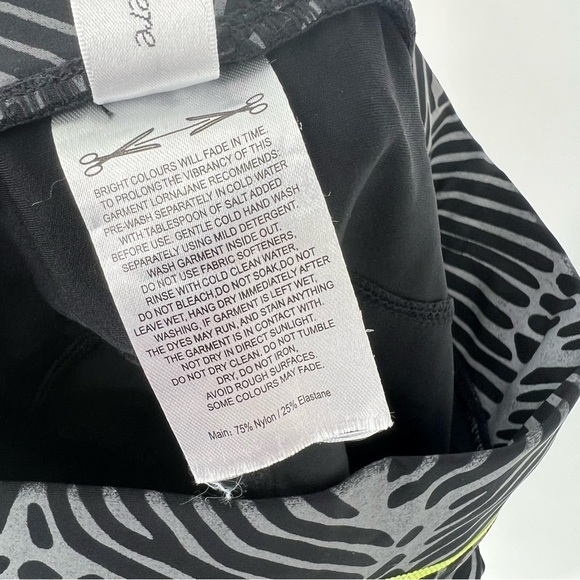 ere
BRIGHT COLOURS WILL FADE IN TIME.
TO PROLONG THE VIBRANCY OF THIS
GARMENT LORNAJANE RECOMMENDS:
PRE-WASH SEPARATELY IN COLD WATER
WITH TABLESPOON OF SALT ADDED
BEFORE USE. GENTLE COLD HAND WASH
SEPARATELY USING MILD DETERGENT.
WASH GARMENT INSIDE OUT.
DO NOT USE FABRIC SOFTENERS.
RINSE WITH COLD CLEAN WATER.
DO NOT BLEACH DO NOT SOAK,DO NOT
LEAVE WET. HANG DRY IMMEDIATELY AFTER
WASHING, IF GARMENT IS LEFT WET.
THE DYES MAY RUN, AND STAIN ANYTHING
THE GARMENT IS IN CONTACT WITH.
NOT DRY IN DIRECT SUNLIGHT.
DO NOT DRY CLEAN. DO NOT TUMBLE
DRY, DO NOT IRON,
AVOID ROUGH SURFACES.
SOME COLOURS MAY FADE.
Main: 75% Nylon / 25% Elastane